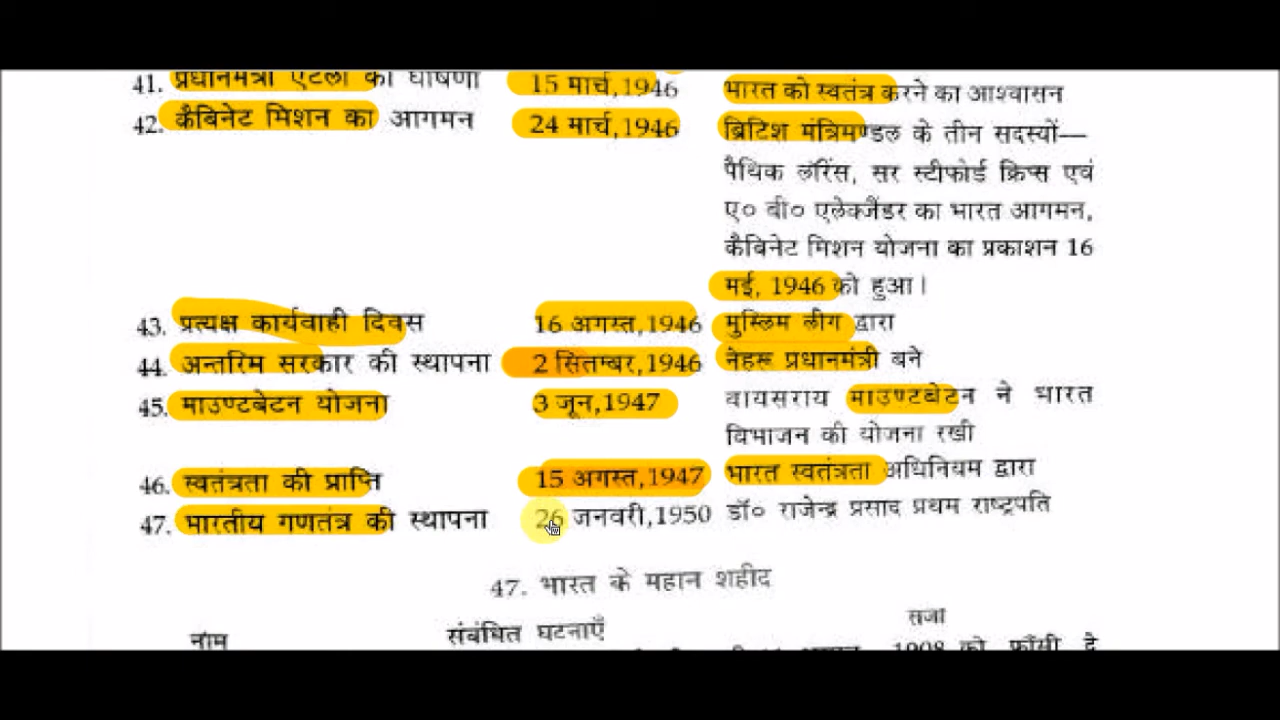 41. प्रधानमंत्री एटली की घोषणा 15 मार्च,1946 भारत को स्वतंत्र करने का आश्वासन
42. कैबिनेट मिशन का आगमन 24 मार्च,1946 ब्रिटिश मंत्रिमण्डल के तीन सदस्यों—
पैथिक लॉरेंस, सर स्टीफोर्ड क्रिप्स एवं
ए० वी० एलेक्जैंडर का भारत आगमन,
कैबिनेट मिशन योजना का प्रकाशन 16
मई, 1946 को हुआ।
43. प्रत्यक्ष कार्यवाही दिवस 16 अगस्त,1946 मुस्लिम लीग द्वारा
44. अन्तरिम सरकार की स्थापना 2 सितम्बर,1946 नेहरू प्रधानमंत्री बने
45. माउण्टबेटन योजना 3 जून,1947 वायसराय माउण्टबेटन ने भारत
विभाजन की योजना रखी
46. स्वतंत्रता की प्राप्ति 15 अगस्त,1947 भारत स्वतंत्रता अधिनियम द्वारा
47. भारतीय गणतंत्र की स्थापना 26 जनवरी,1950 डॉ० राजेन्द्र प्रसाद प्रथम राष्ट्रपति
47. भारत के महान शहीद
नाम संबंधित घटनाएँ सजा
1908 को फाँसी दे